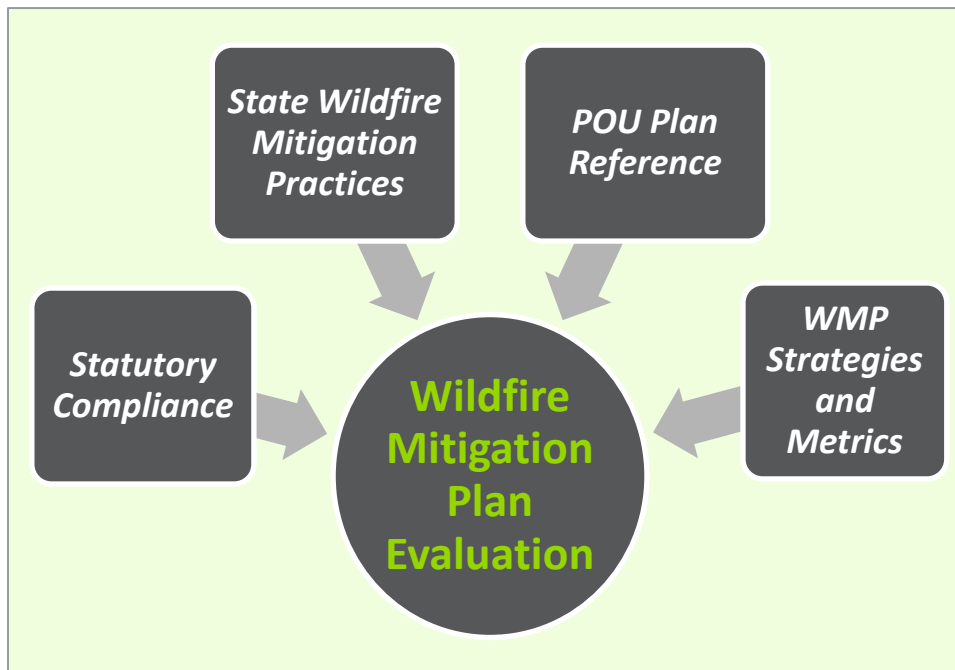 State Wildfire
Mitigation
Practices
POU Plan
Reference
Statutory
Compliance
WMP
Strategies
and
Metrics
Wildfire
Mitigation
Plan
Evaluation